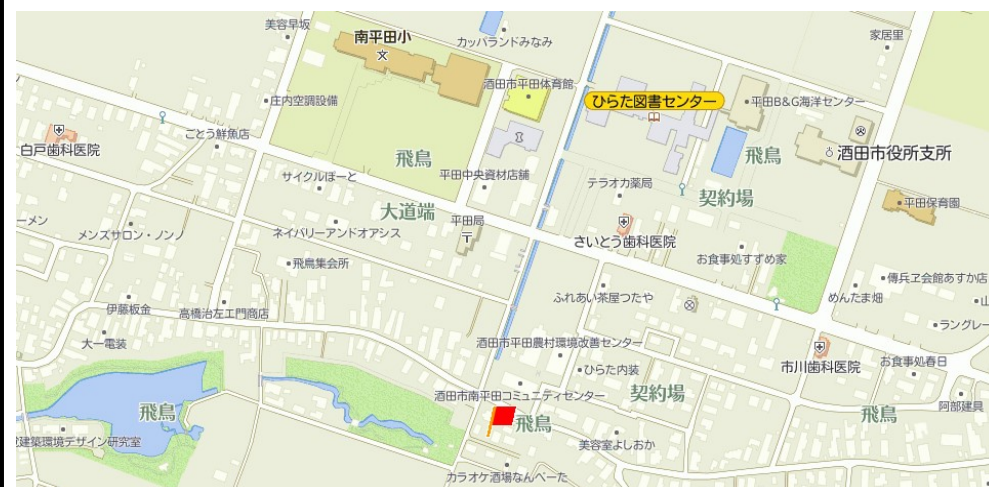 美容早坂
南平田小
カッパランドみなみ
家居里
酒田市平田体育館
ひらた図書センター
平田B&G海洋センター
庄内空調設備
ごとう鮮魚店
白戸歯科医院
飛鳥
飛鳥
酒田市役所支所
サイクルぽーと
平田中央資材店舗
テラオカ薬局
契約場
平田保育園
大道端
平田局
ーメン
メンズサロン・ノンノ
ネイバリーアンドオアシス
さいとう歯科医院
お食事処すずめ家
飛鳥集会所
傳兵ヱ会館あすか店
ふれあい茶屋つたや
めんたま畑
山
伊藤板金
高橋治左エ門商店
ラングレー
大一電装
酒田市平田農村環境改善センター
ひらた内装
市川歯科医院
お食事処春日
酒田市南平田コミュニティセンター
契約場
飛鳥
飛鳥
飛鳥
阿部建具
建築環境デザイン研究室
美容室よしおか
カラオケ酒場なんぺーた